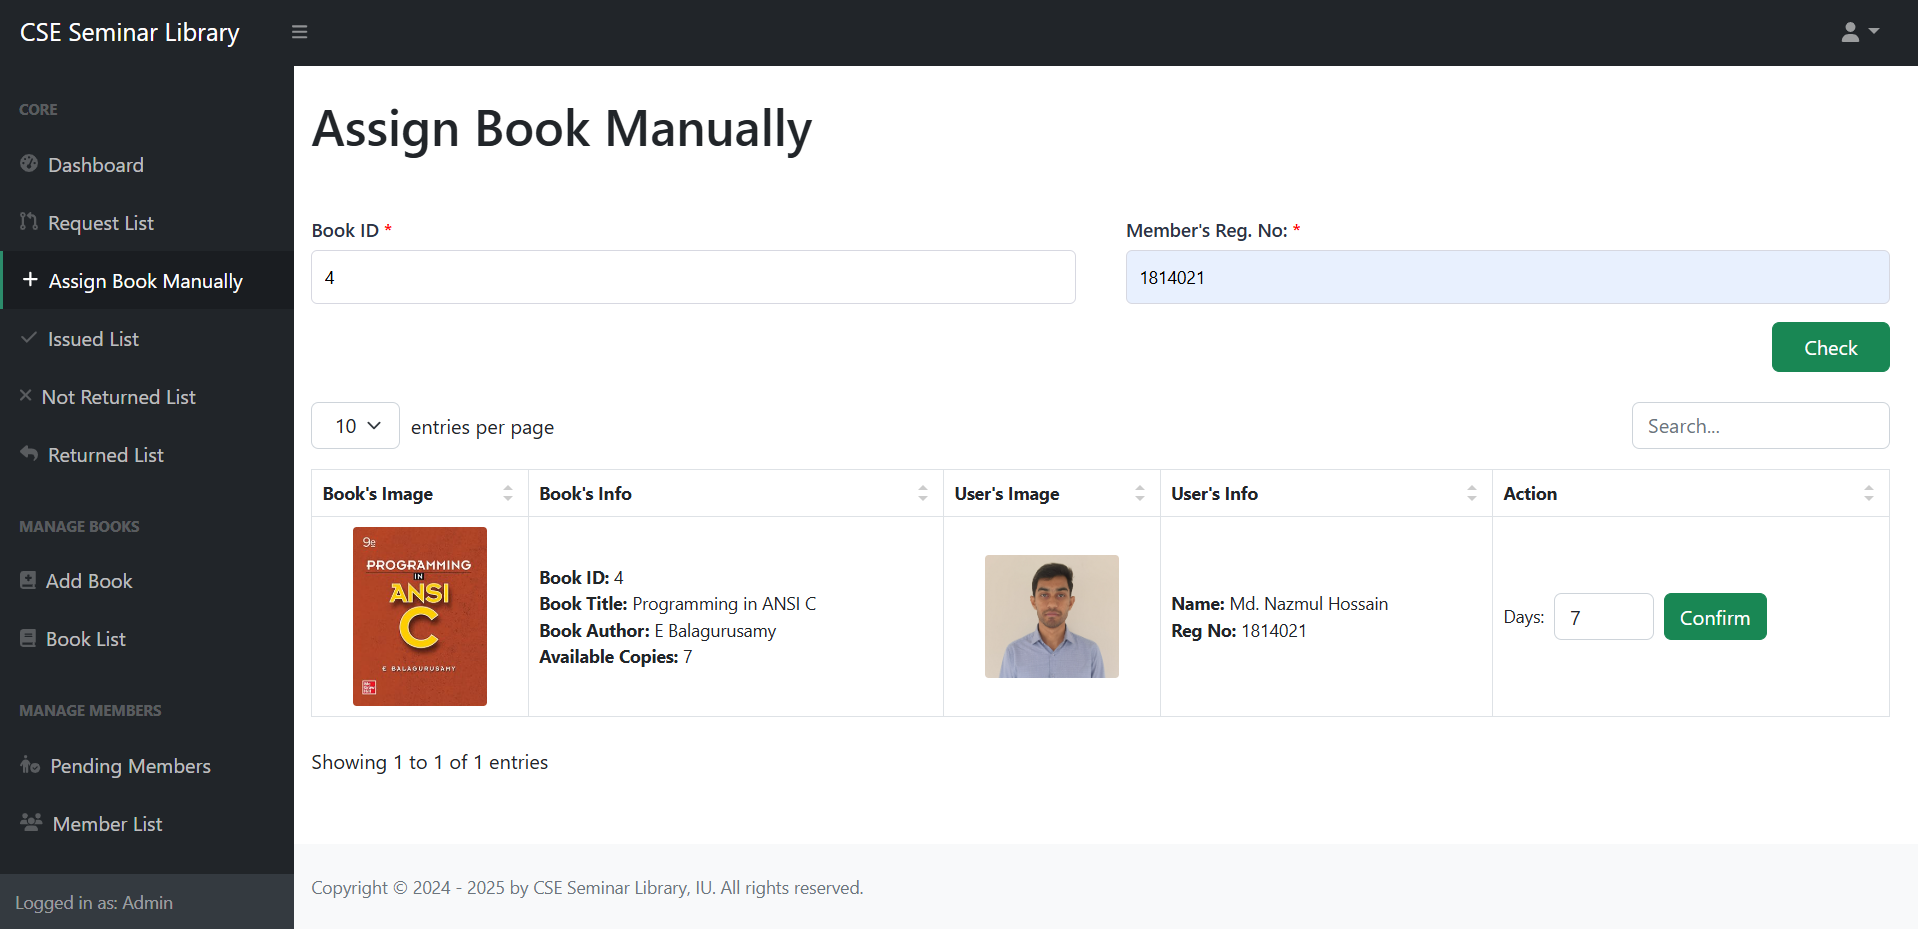 CSE Seminar Library
CORE
Dashboard
Request List
Assign Book Manually
Issued List
Not Returned List
Returned List
MANAGE BOOKS
Add Book
Book List
MANAGE MEMBERS
Pending Members
Member List
Logged in as: Admin
Assign Book Manually
Book ID *
4
Member's Reg. No: *
1814021
Check
10 entries per page
Search...
Book's Image Book's Info User's Image User's Info Action
9e
PROGRAMMING
IN
ANSI
C
E BALAGURUSAMY
Book ID: 4
Book Title: Programming in ANSI C
Book Author: E Balagurusamy
Available Copies: 7
Name: Md. Nazmul Hossain
Reg No: 1814021
Days: 7 Confirm
Showing 1 to 1 of 1 entries
Copyright © 2024 - 2025 by CSE Seminar Library, IU. All rights reserved.